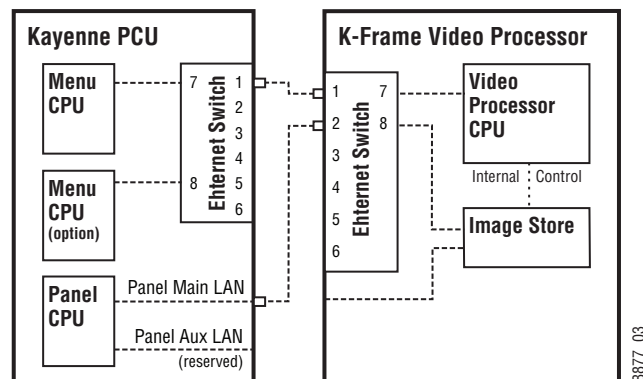 Kayenne PCU
Menu
CPU
Menu
CPU
(option)
Panel
CPU
7
8
Ehternet Switch
1
2
3
4
5
6
Panel Main LAN
Panel Aux LAN
(reserved)
K-Frame Video Processor
1
2
3
4
5
6
Ehternet Switch
7
8
Video
Processor
CPU
Internal
Control
Image Store
8877_03